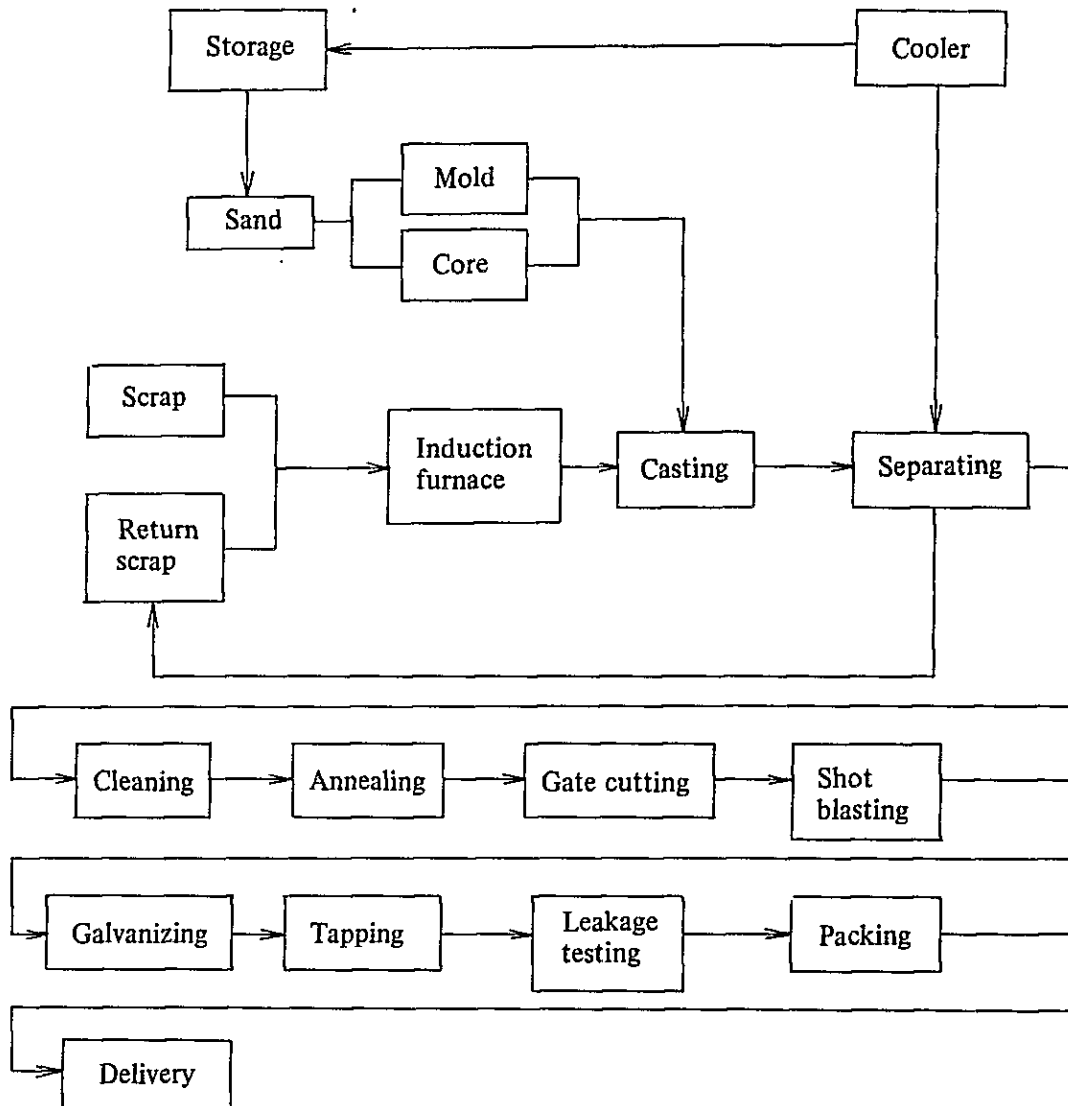 Storage
Cooler
Mold
Sand
Core
Scrap
Induction
furnace
Casting
Separating
Return
scrap
Cleaning
Annealing
Gate cutting
Shot
blasting
Galvanizing
Tapping
Leakage
testing
Packing
Delivery